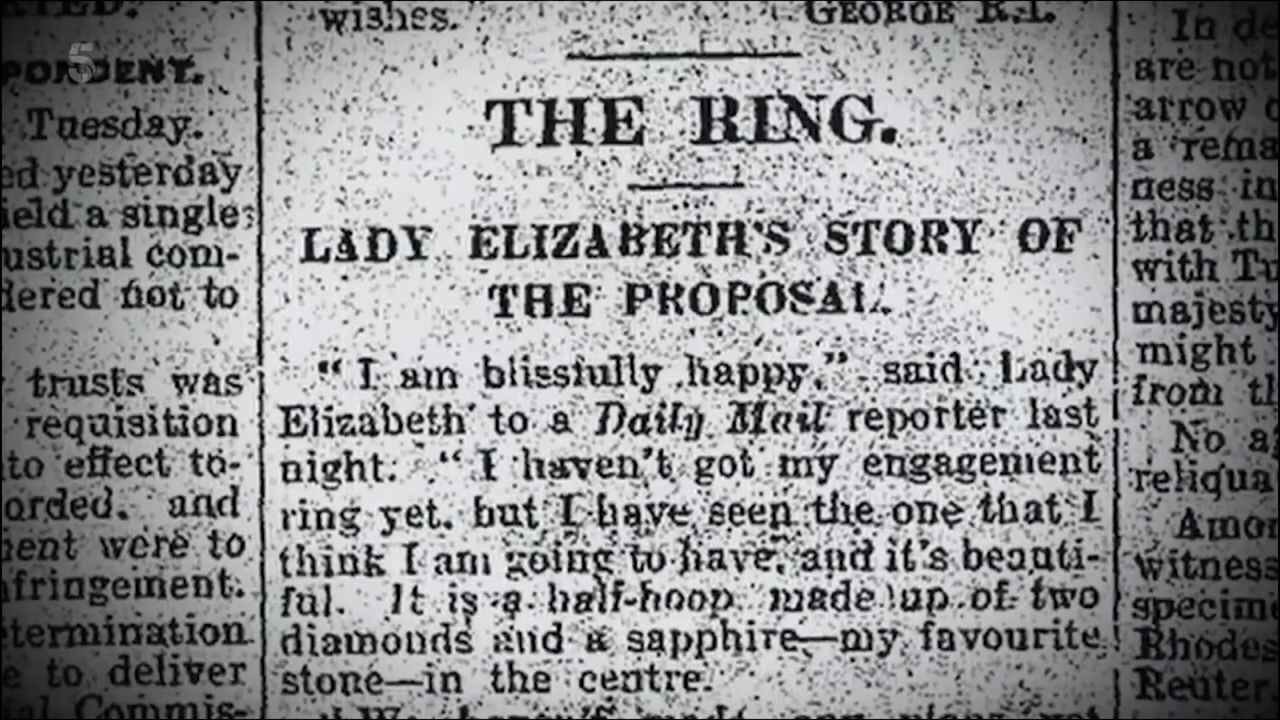 5
PONDENT.
Tuesday.
ed yesterday
ield a single
ustrial com-
dered not to
trusts was
requisition
to effect to-
orded, and
ent were to
nfringement.
termination
e to deliver
al Commis-
wishes.
GEORGE R.I.
THE RING.
LADY ELIZABETH'S STORY OF
THE PROPOSAL.
"I am blissfully happy," said Lady
Elizabeth to a Daily Mail reporter last
night. "I haven't got my engagement
ring yet, but I have seen the one that I
think I am going to have, and it's beauti-
ful. It is a half-hoop made up of two
diamonds and a sapphire—my favourite
stone—in the centre.
In de
are not
arrow o
a rema
ness in
that th
with Tu
majesty
might
from th
No a
reliqua
Amon
witness
specime
Rhodes
Reuter.